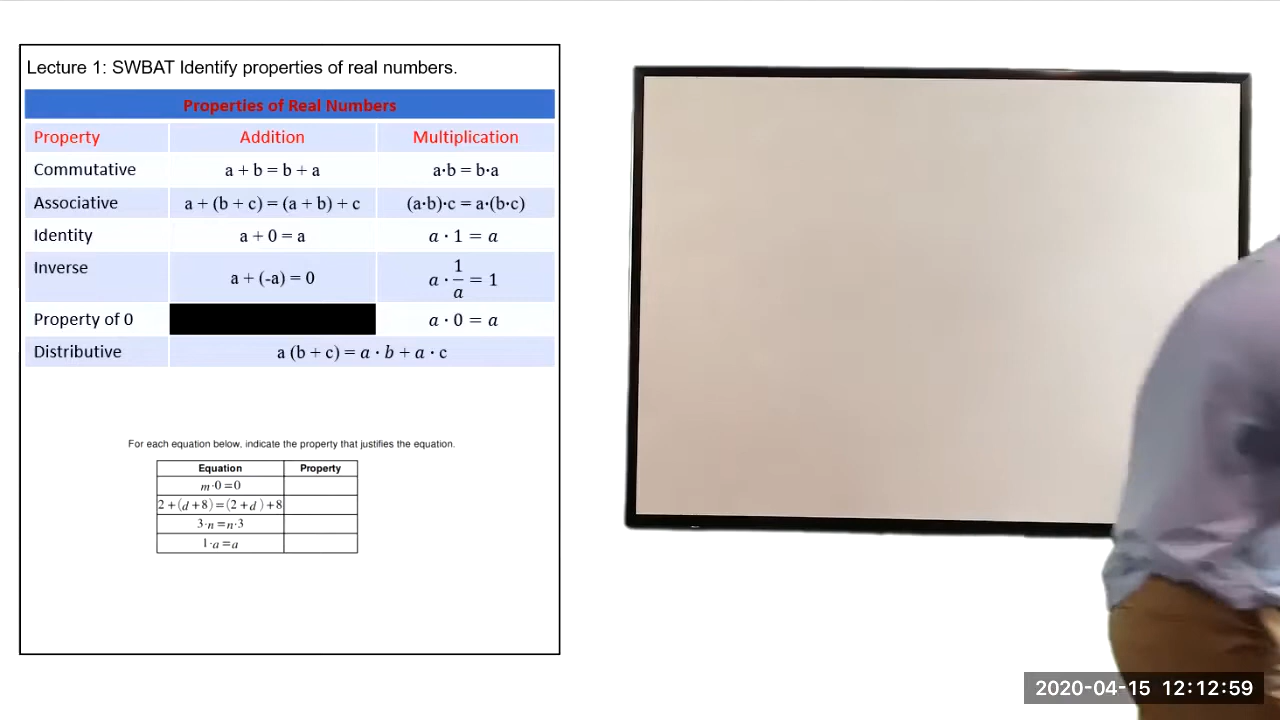 Lecture 1: SWBAT Identify properties of real numbers.
Properties of Real Numbers
Property Addition Multiplication
Commutative a + b = b + a a·b = b·a
Associative a + (b + c) = (a + b) + c (a·b)·c = a·(b·c)
Identity a + 0 = a a · 1 = a
Inverse a + (-a) = 0 a · 1/a = 1
Property of 0 a · 0 = a
Distributive a (b + c) = a · b + a · c
For each equation below, indicate the property that justifies the equation.
Equation Property
m·0=0
2+(d+8)=(2+d)+8
3·n=n·3
1·a=a
2020-04-15 12:12:59